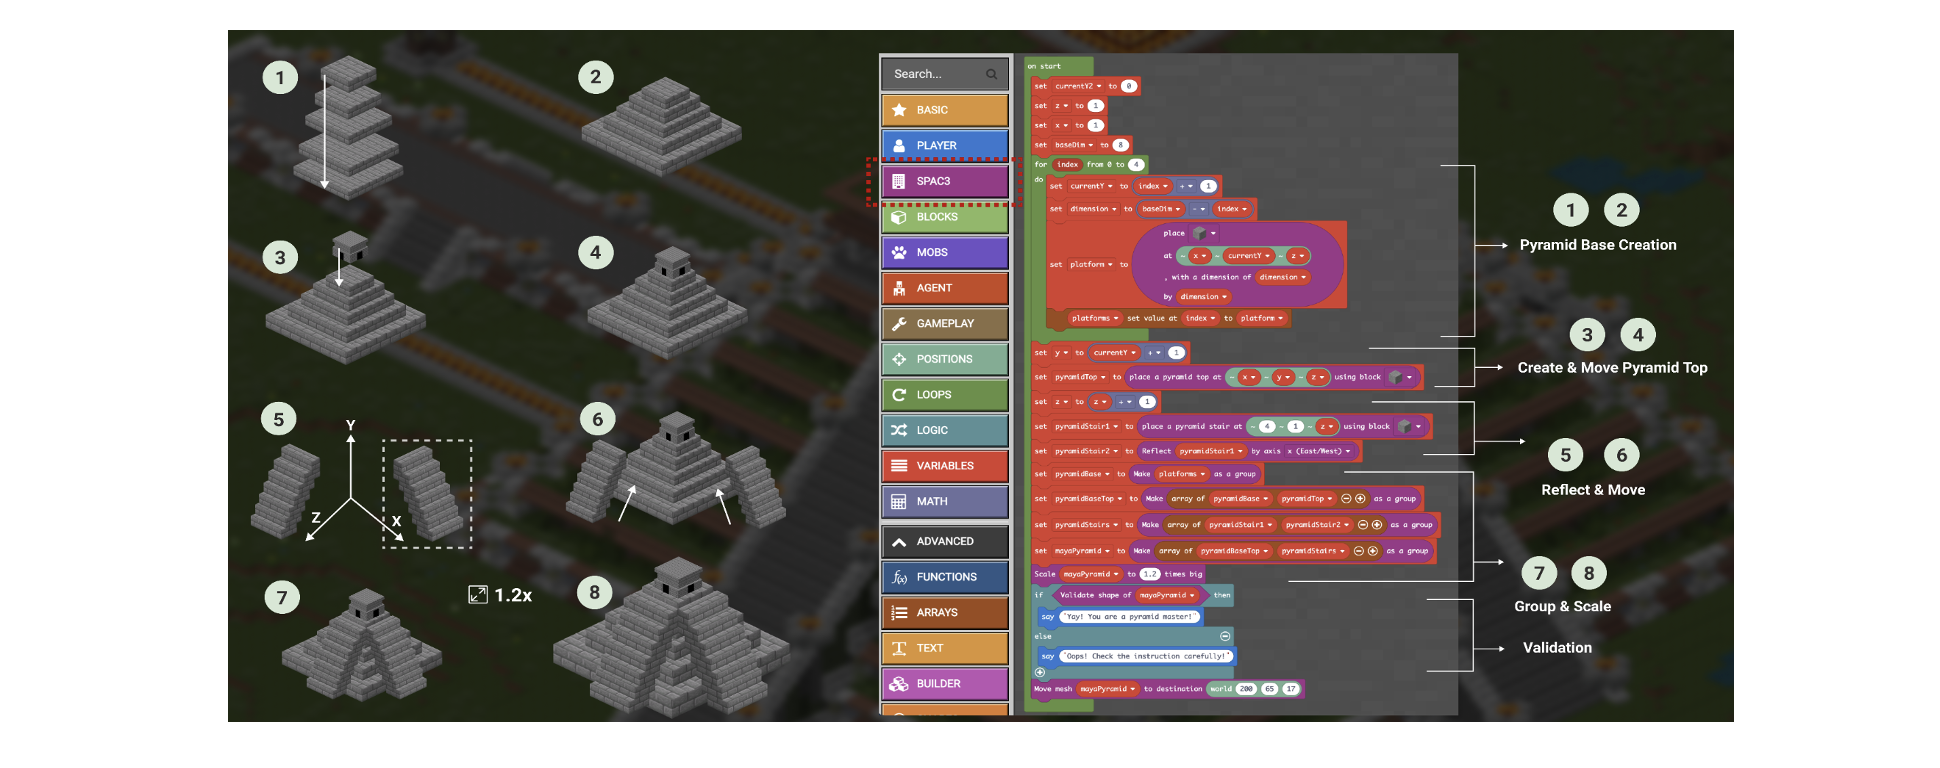 1
2
3
4
5
Y
Z
X
6
7
1.2x
8
Search...
BASIC
PLAYER
SPAC3
BLOCKS
MOBS
AGENT
GAMEPLAY
POSITIONS
LOOPS
LOGIC
VARIABLES
MATH
ADVANCED
FUNCTIONS
ARRAYS
TEXT
BUILDER
on start
set currentYZ to 0
set z to 1
set x to 1
set baseDim to 8
for index from 0 to 4
do
set currentY to index + 1
set dimension to baseDim - index
place
at ~ x ~ currentY ~ z
set platform to
, with a dimension of dimension
by dimension
platforms set value at index to platform
set y to currentY + 1
set pyramidTop to place a pyramid top at ~ x ~ y ~ z using block
set z to z + 1
set pyramidStair1 to place a pyramid stair at ~ 4 ~ 1 ~ z using block
set pyramidStair2 to Reflect pyramidStair1 by axis x (East/West)
set pyramidBase to Make platforms as a group
set pyramidBaseTop to Make array of pyramidBase pyramidTop as a group
set pyramidStairs to Make array of pyramidStair1 pyramidStair2 as a group
set mayaPyramid to Make array of pyramidBaseTop pyramidStairs as a group
Scale mayaPyramid to 1.2 times big
if Validate shape of mayaPyramid then
say "Yay! You are a pyramid master!"
else
say "Oops! Check the instruction carefully!"
Move mesh mayaPyramid to destination world 200 65 17
1 2
Pyramid Base Creation
3 4
Create & Move Pyramid Top
5 6
Reflect & Move
7 8
Group & Scale
Validation